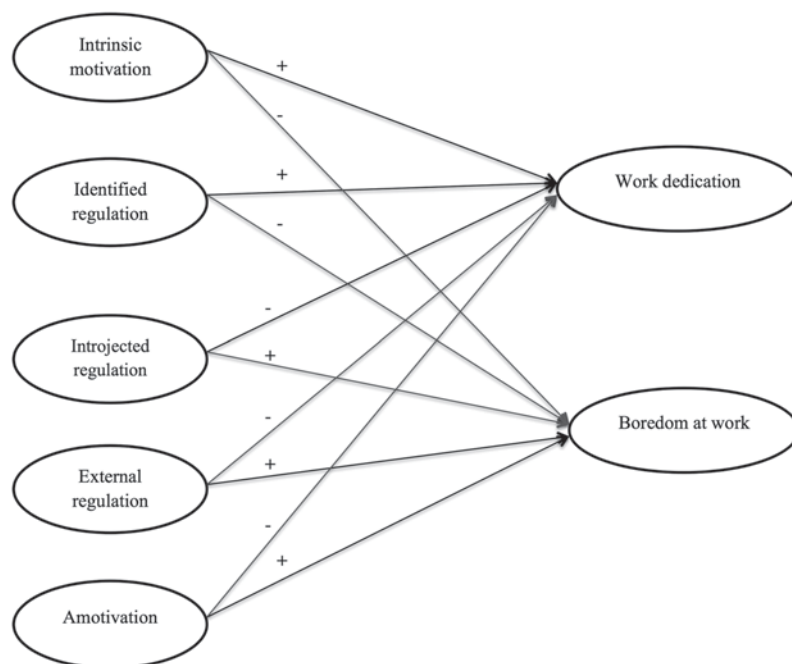 Intrinsic
motivation
+
-
Identified
regulation
+
-
Work dedication
Introjected
regulation
-
+
Boredom at work
External
regulation
-
+
Amotivation
-
+